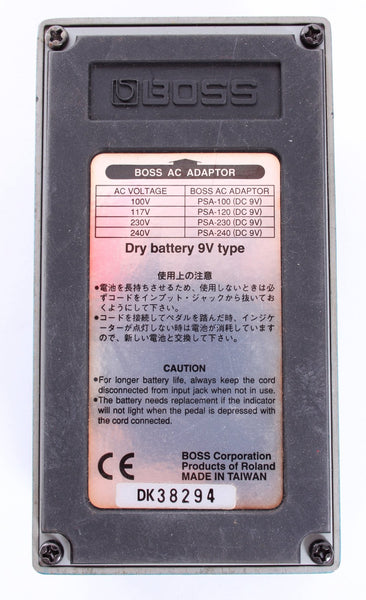 BOSS
BOSS AC ADAPTOR
AC VOLTAGE BOSS AC ADAPTOR
100V PSA-100 (DC 9V)
117V PSA-120 (DC 9V)
230V PSA-230 (DC 9V)
240V PSA-240 (DC 9V)
Dry battery 9V type
使用上の注意
●電池を長持ちさせるため、使用しないときは必
ずコードをインプット・ジャックから抜いてお
くようにして下さい。
●コードを接続してペダルを踏んだ時、インジ
ケーターが点灯しない時は電池が消耗しています
ので、新しい電池と交換して下さい。
CAUTION
●For longer battery life, always keep the cord
disconnected from input jack when not in use.
●The battery needs replacement if the indicator
will not light when the pedal is depressed with
the cord connected.
CE
BOSS Corporation
Products of Roland
MADE IN TAIWAN
DK38294